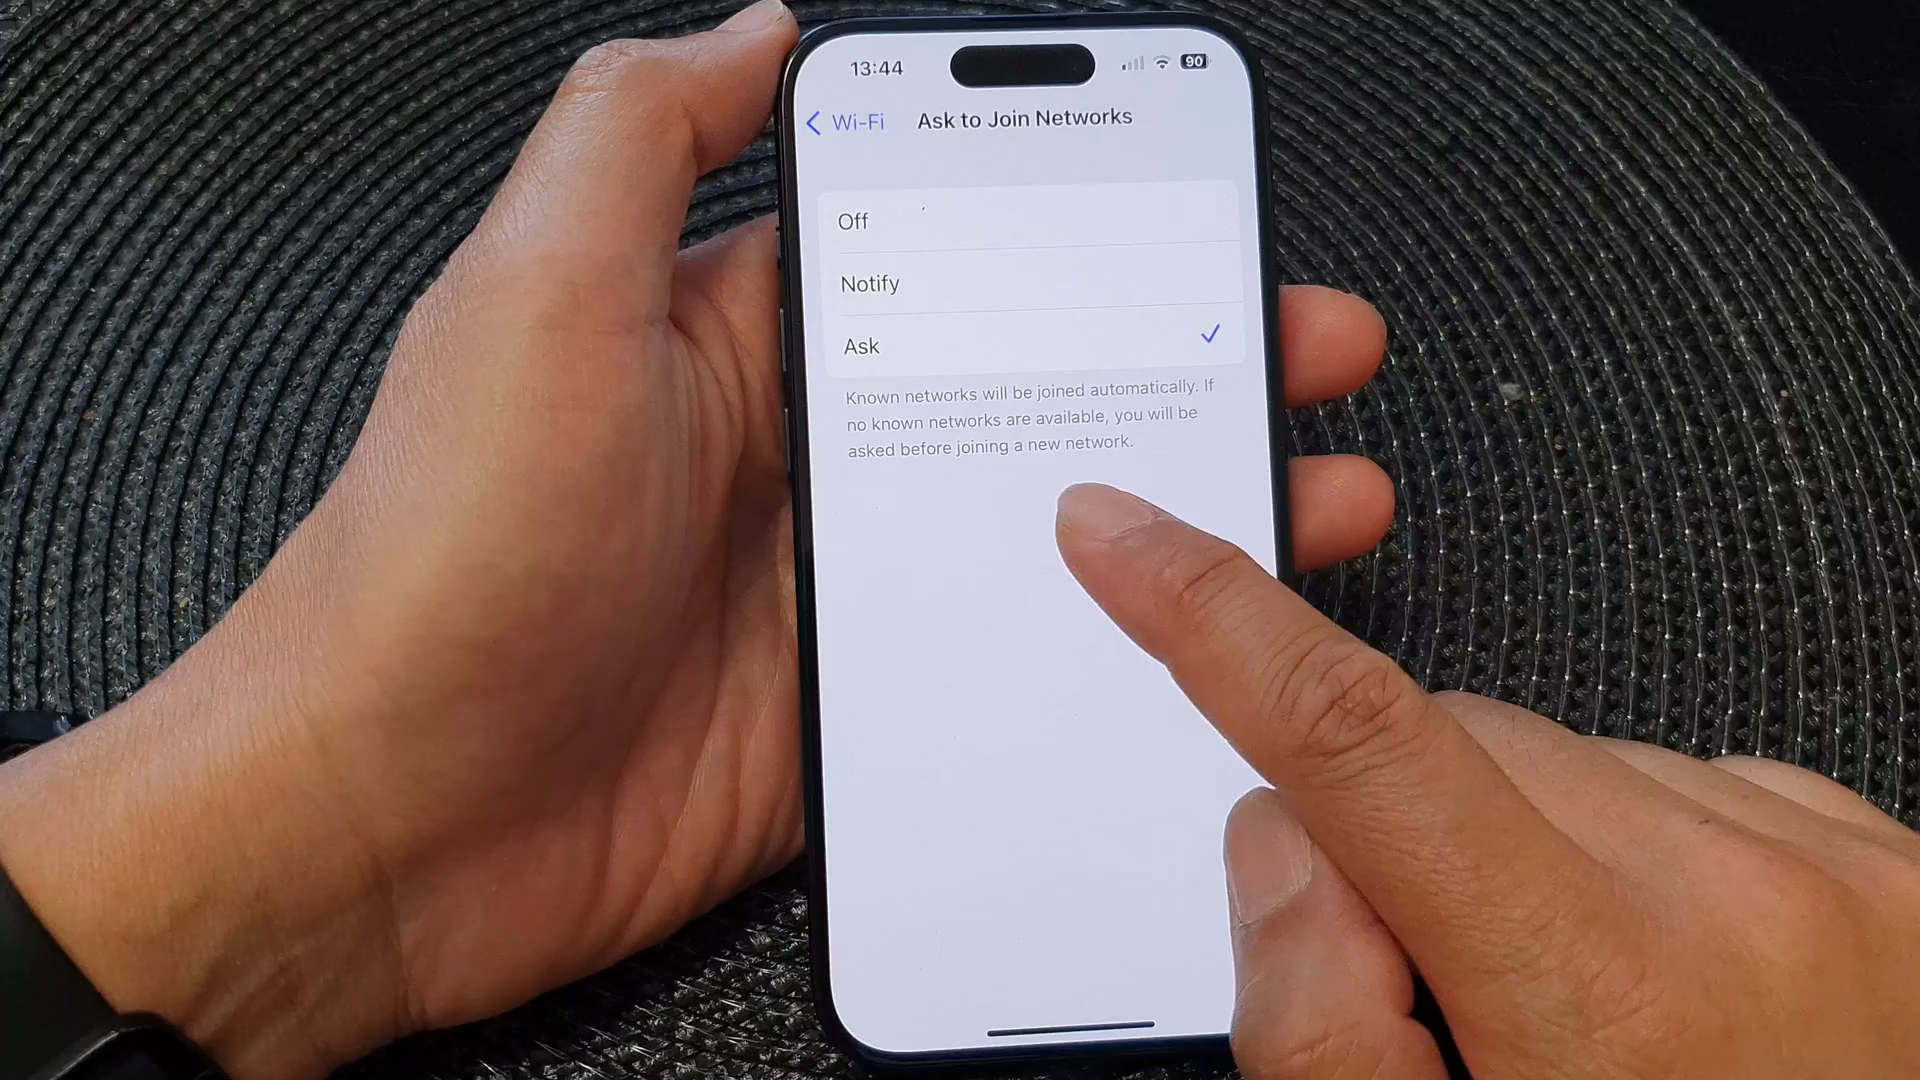 13:44
90
Wi-Fi
Ask to Join Networks
Off
Notify
Ask
Known networks will be joined automatically. If
no known networks are available, you will be
asked before joining a new network.